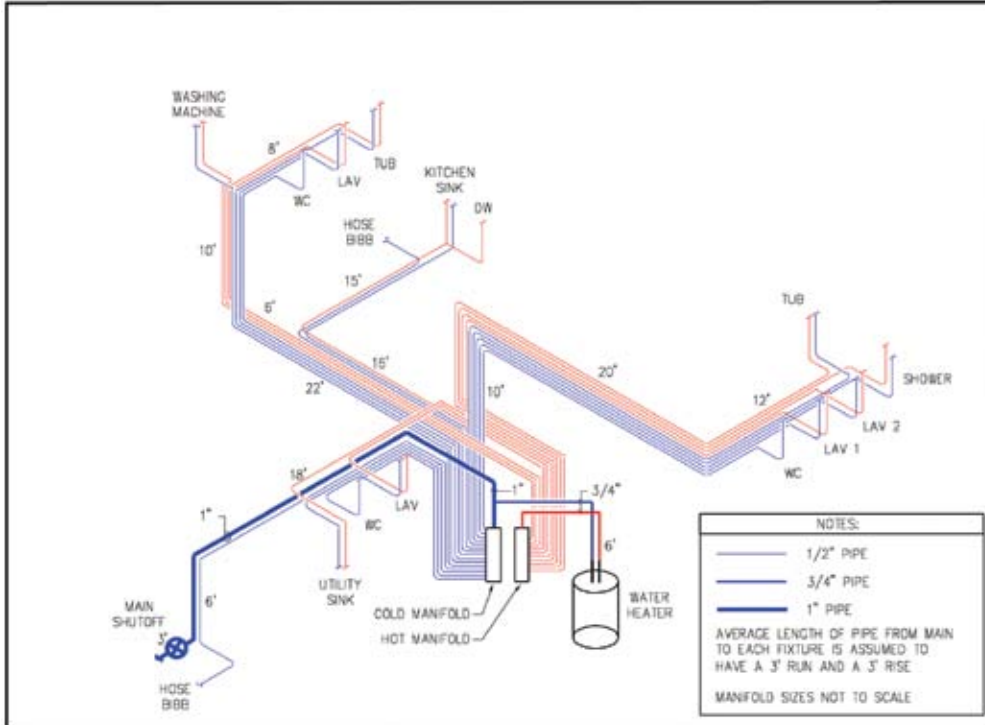 WASHING
MACHINE
8'
TUB
LAV
WC
KITCHEN
SINK
DW
HOSE
BIBB
10'
15'
6'
TUB
15'
20'
22'
10'
12'
SHOWER
LAV 2
LAV 1
WC
18'
1"
3/4"
LAV
WC
1"
6'
UTILITY
SINK
COLD MANIFOLD
HOT MANIFOLD
WATER
HEATER
6'
MAIN
SHUTOFF
3'
HOSE
BIBB
NOTES:
1/2" PIPE
3/4" PIPE
1" PIPE
AVERAGE LENGTH OF PIPE FROM MAIN
TO EACH FIXTURE IS ASSUMED TO
HAVE A 3' RUN AND A 3' RISE
MANIFOLD SIZES NOT TO SCALE